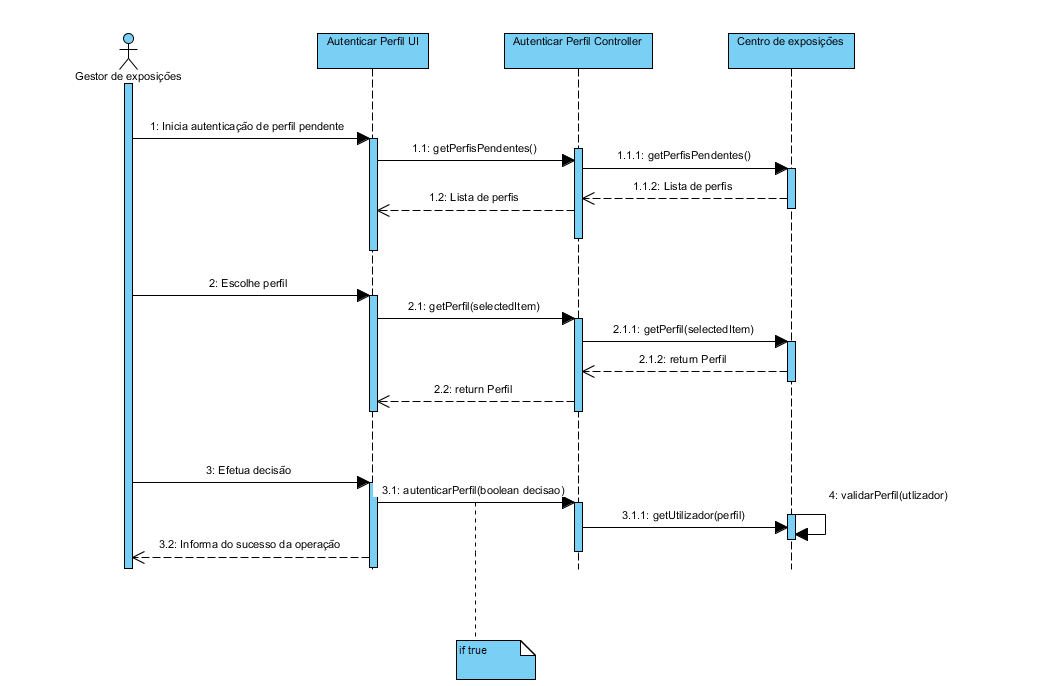 Autenticar Perfil UI
Autenticar Perfil Controller
Centro de exposições
Gestor de exposições
1: Inicia autenticação de perfil pendente
1.1: getPerfisPendentes()
1.1.1: getPerfisPendentes()
1.1.2: Lista de perfis
1.2: Lista de perfis
2: Escolhe perfil
2.1: getPerfil(selectedItem)
2.1.1: getPerfil(selectedItem)
2.1.2: return Perfil
2.2: return Perfil
3: Efetua decisão
3.1: autenticarPerfil(boolean decisao)
4: validarPerfil(utlizador)
3.1.1: getUtilizador(perfil)
3.2: Informa do sucesso da operação
if true